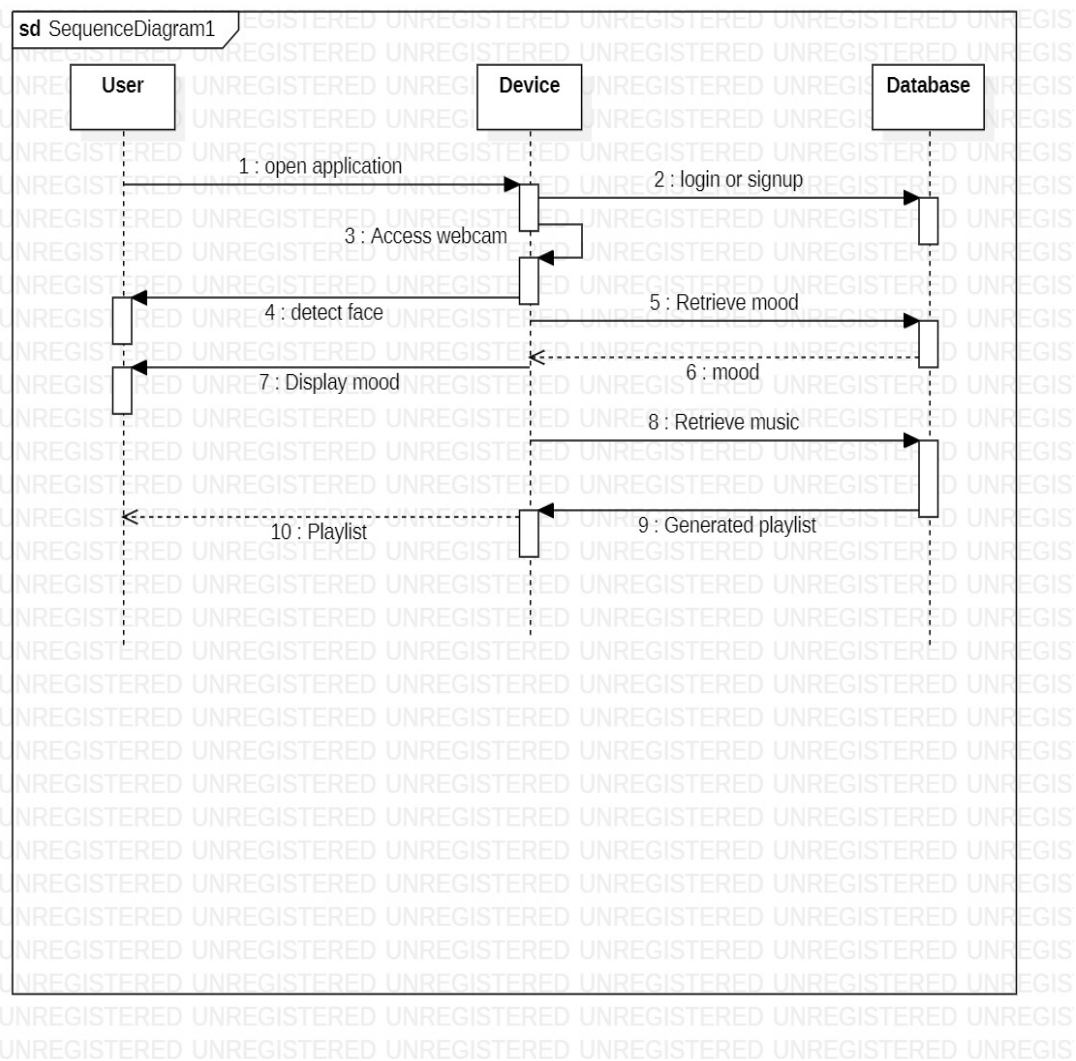 sd SequenceDiagram1
User
Device
Database
1 : open application
2 : login or signup
3 : Access webcam
4 : detect face
5 : Retrieve mood
6 : mood
7 : Display mood
8 : Retrieve music
9 : Generated playlist
10 : Playlist
UNREGISTERED